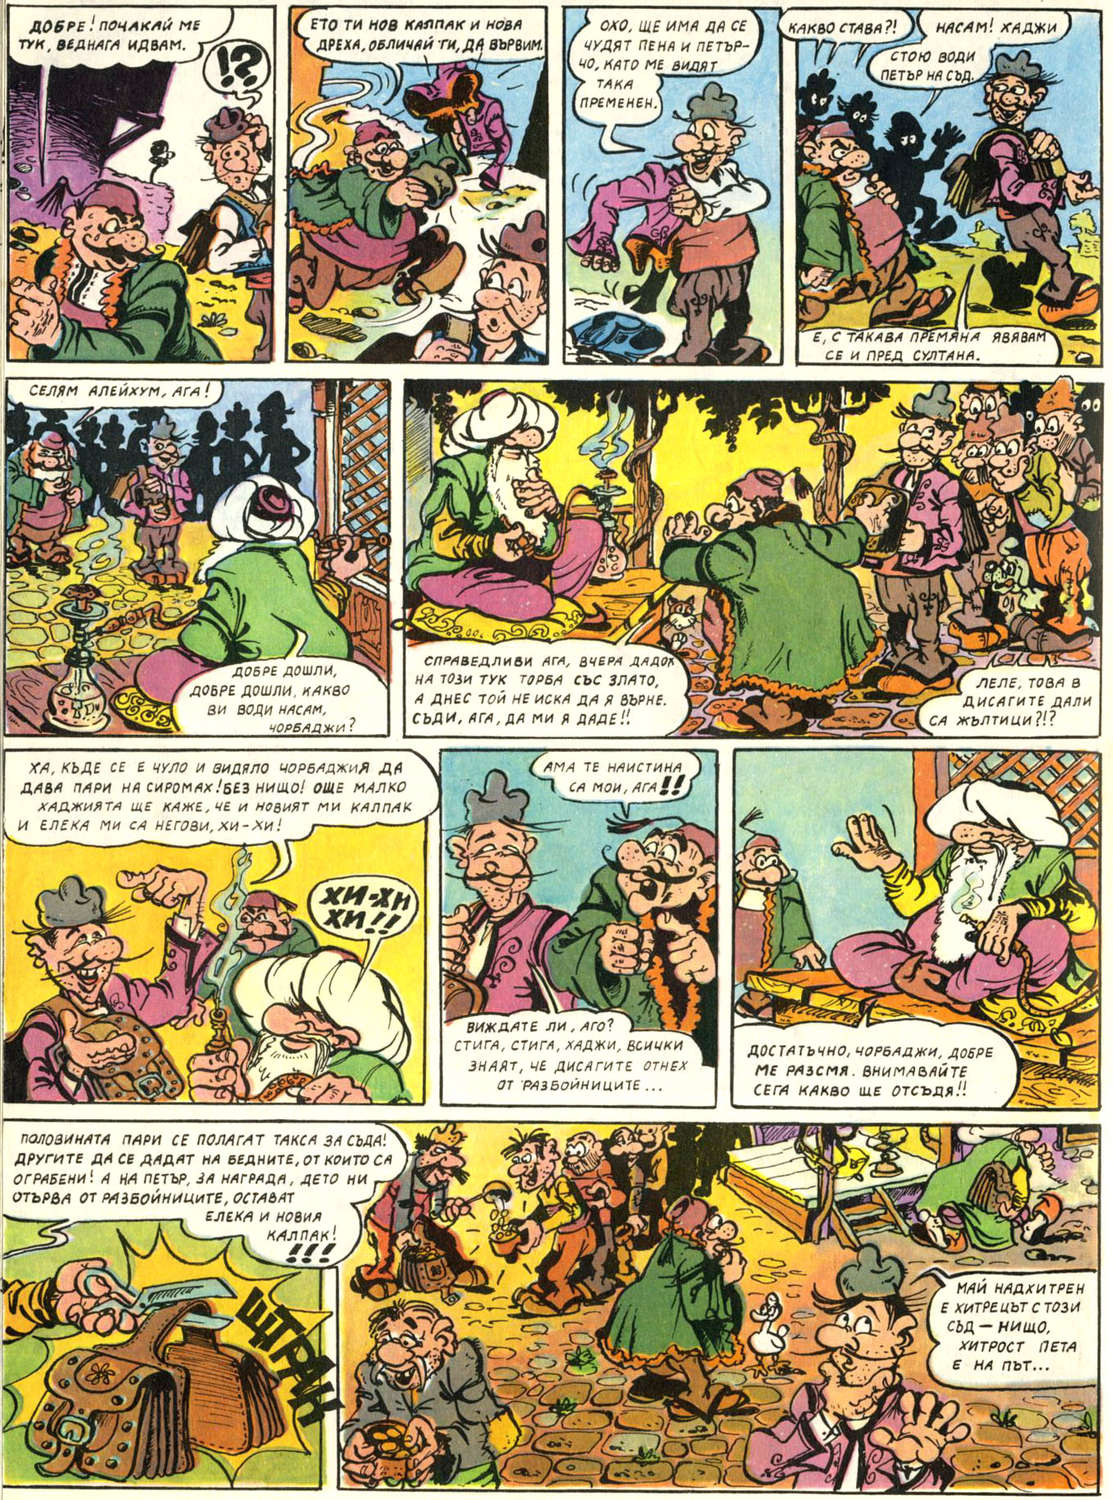 ДОБРЕ! ПОЧАКАЙ МЕ
ТУК, ВЕДНАГА ИДВАМ.
!?
ЕТО ТИ НОВ КАЛПАК И НОВА
ДРЕХА, ОБЛИЧАЙ ГИ, ДА ВЪРВИМ.
ОХО, ЩЕ ИМА ДА СЕ
ЧУДЯТ ПЕНА И ПЕТЪР-
ЧО, КАТО МЕ ВИДЯТ
ТАКА
ПРЕМЕНЕН.
КАКВО СТАВА?!
НАСАМ! ХАДЖИ
СТОЮ ВОДИ
ПЕТЪР НА СЪД.
Е, С ТАКАВА ПРЕМЯНА ЯВЯВАМ
СЕ И ПРЕД СУЛТАНА.
СЕЛЯМ АЛЕЙХУМ, АГА!
ДОБРЕ ДОШЛИ,
ДОБРЕ ДОШЛИ, КАКВО
ВИ ВОДИ НАСАМ,
ЧОРБАДЖИ?
СПРАВЕДЛИВИ АГА, ВЧЕРА ДАДОХ
НА ТОЗИ ТУК ТОРБА СЪС ЗЛАТО,
А ДНЕС ТОЙ НЕ ИСКА ДА Я ВЪРНЕ.
СЪДИ, АГА, ДА МИ Я ДАДЕ!!
ЛЕЛЕ, ТОВА В
ДИСАГИТЕ ДАЛИ
СА ЖЪЛТИЦИ?!?
ХА, КЪДЕ СЕ Е ЧУЛО И ВИДЯЛО ЧОРБАДЖИЯ ДА
ДАВА ПАРИ НА СИРОМАХ! БЕЗ НИЩО! ОЩЕ МАЛКО
ХАДЖИЯТА ЩЕ КАЖЕ, ЧЕ И НОВИЯТ МИ КАЛПАК
И ЕЛЕКА МИ СА НЕГОВИ, ХИ-ХИ!
ХИ-ХИ
ХИ!!
АМА ТЕ НАИСТИНА
СА МОИ, АГА!!
ВИЖДАТЕ ЛИ, АГО?
СТИГА, СТИГА, ХАДЖИ, ВСИЧКИ
ЗНАЯТ, ЧЕ ДИСАГИТЕ ОТНЕХ
ОТ РАЗБОЙНИЦИТЕ...
ДОСТАТЪЧНО, ЧОРБАДЖИ, ДОБРЕ
МЕ РАЗСМЯ. ВНИМАВАЙТЕ
СЕГА КАКВО ЩЕ ОТСЪДЯ!!
ПОЛОВИНАТА ПАРИ СЕ ПОЛАГАТ ТАКСА ЗА СЪДА!
ДРУГИТЕ ДА СЕ ДАДАТ НА БЕДНИТЕ, ОТ КОИТО СА
ОГРАБЕНИ! А НА ПЕТЪР, ЗА НАГРАДА, ДЕТО НИ
ОТЪРВА ОТ РАЗБОЙНИЦИТЕ, ОСТАВАТ
ЕЛЕКА И НОВИЯ
КАЛПАК!
!!!
ЩТРАК
МАЙ НАДХИТРЕН
Е ХИТРЕЦЪТ С ТОЗИ
СЪД — НИЩО,
ХИТРОСТ ПЕТА
Е НА ПЪТ...